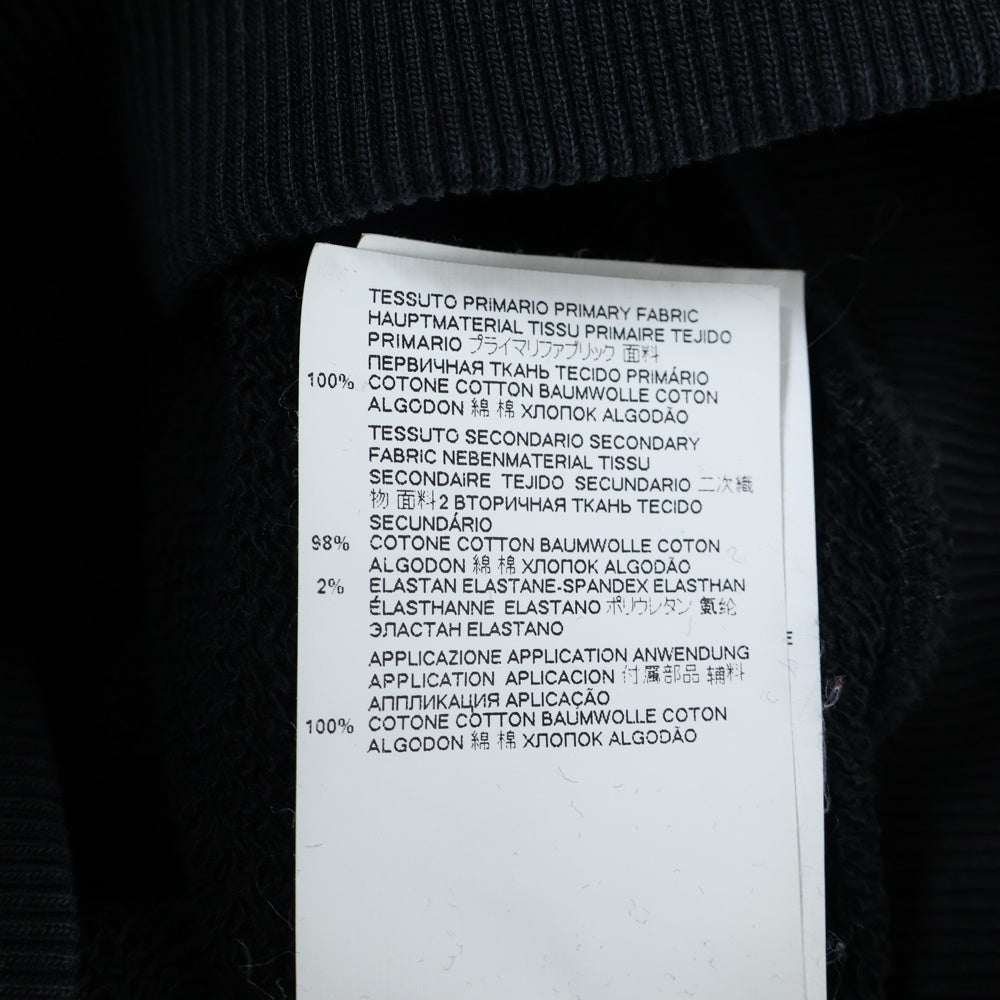 TESSUTO PRIMARIO PRIMARY FABRIC
HAUPTMATERIAL TISSU PRIMAIRE TEJIDO
PRIMARIO プライマリファブリック 面料
ПЕРВИЧНАЯ ТКАНЬ TECIDO PRIMÁRIO
100% COTONE COTTON BAUMWOLLE COTON
ALGODON 綿 棉 ХЛОПОК ALGODÃO
TESSUTO SECONDARIO SECONDARY
FABRIC NEBENMATERIAL TISSU
SECONDAIRE TEJIDO SECUNDARIO 二次織
物 面料2 ВТОРИЧНАЯ ТКАНЬ TECIDO
SECUNDÁRIO
98% COTONE COTTON BAUMWOLLE COTON
ALGODON 綿 棉 ХЛОПОК ALGODÃO
2% ELASTAN ELASTANE-SPANDEX ELASTHAN
ÉLASTHANNE ELASTANO ポリウレタン 氨纶
ЭЛАСТАН ELASTANO
E
APPLICAZIONE APPLICATION ANWENDUNG
APPLICATION APLICACION 付属部品 辅料
АППЛИКАЦИЯ APLICAÇÃO
100% COTONE COTTON BAUMWOLLE COTON
ALGODON 綿 棉 ХЛОПОК ALGODÃO